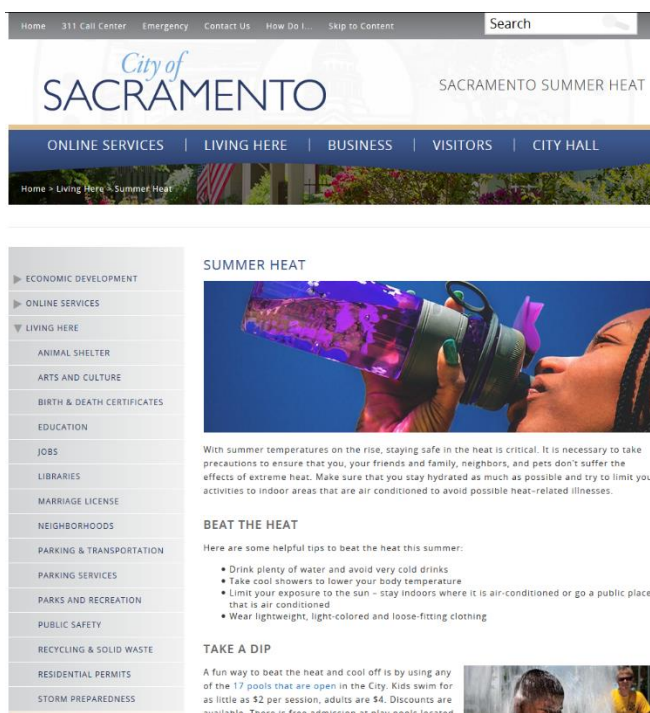 Home 311 Call Center Emergency Contact Us How Do I... Skip to Content Search
City of
SACRAMENTO
SACRAMENTO SUMMER HEAT
ONLINE SERVICES | LIVING HERE | BUSINESS | VISITORS | CITY HALL
Home > Living Here > Summer Heat
ECONOMIC DEVELOPMENT
ONLINE SERVICES
LIVING HERE
ANIMAL SHELTER
ARTS AND CULTURE
BIRTH & DEATH CERTIFICATES
EDUCATION
JOBS
LIBRARIES
MARRIAGE LICENSE
NEIGHBORHOODS
PARKING & TRANSPORTATION
PARKING SERVICES
PARKS AND RECREATION
PUBLIC SAFETY
RECYCLING & SOLID WASTE
RESIDENTIAL PERMITS
STORM PREPAREDNESS
SUMMER HEAT
With summer temperatures on the rise, staying safe in the heat is critical. It is necessary to take
precautions to ensure that you, your friends and family, neighbors, and pets don't suffer the
effects of extreme heat. Make sure that you stay hydrated as much as possible and try to limit you
activities to indoor areas that are air conditioned to avoid possible heat-related illnesses.
BEAT THE HEAT
Here are some helpful tips to beat the heat this summer:
• Drink plenty of water and avoid very cold drinks
• Take cool showers to lower your body temperature
• Limit your exposure to the sun – stay indoors where it is air-conditioned or go a public place
that is air conditioned
• Wear lightweight, light-colored and loose-fitting clothing
TAKE A DIP
A fun way to beat the heat and cool off is by using any
of the 17 pools that are open in the City. Kids swim for
as little as $2 per session, adults are $4. Discounts are
available. There is free admission at play pools located